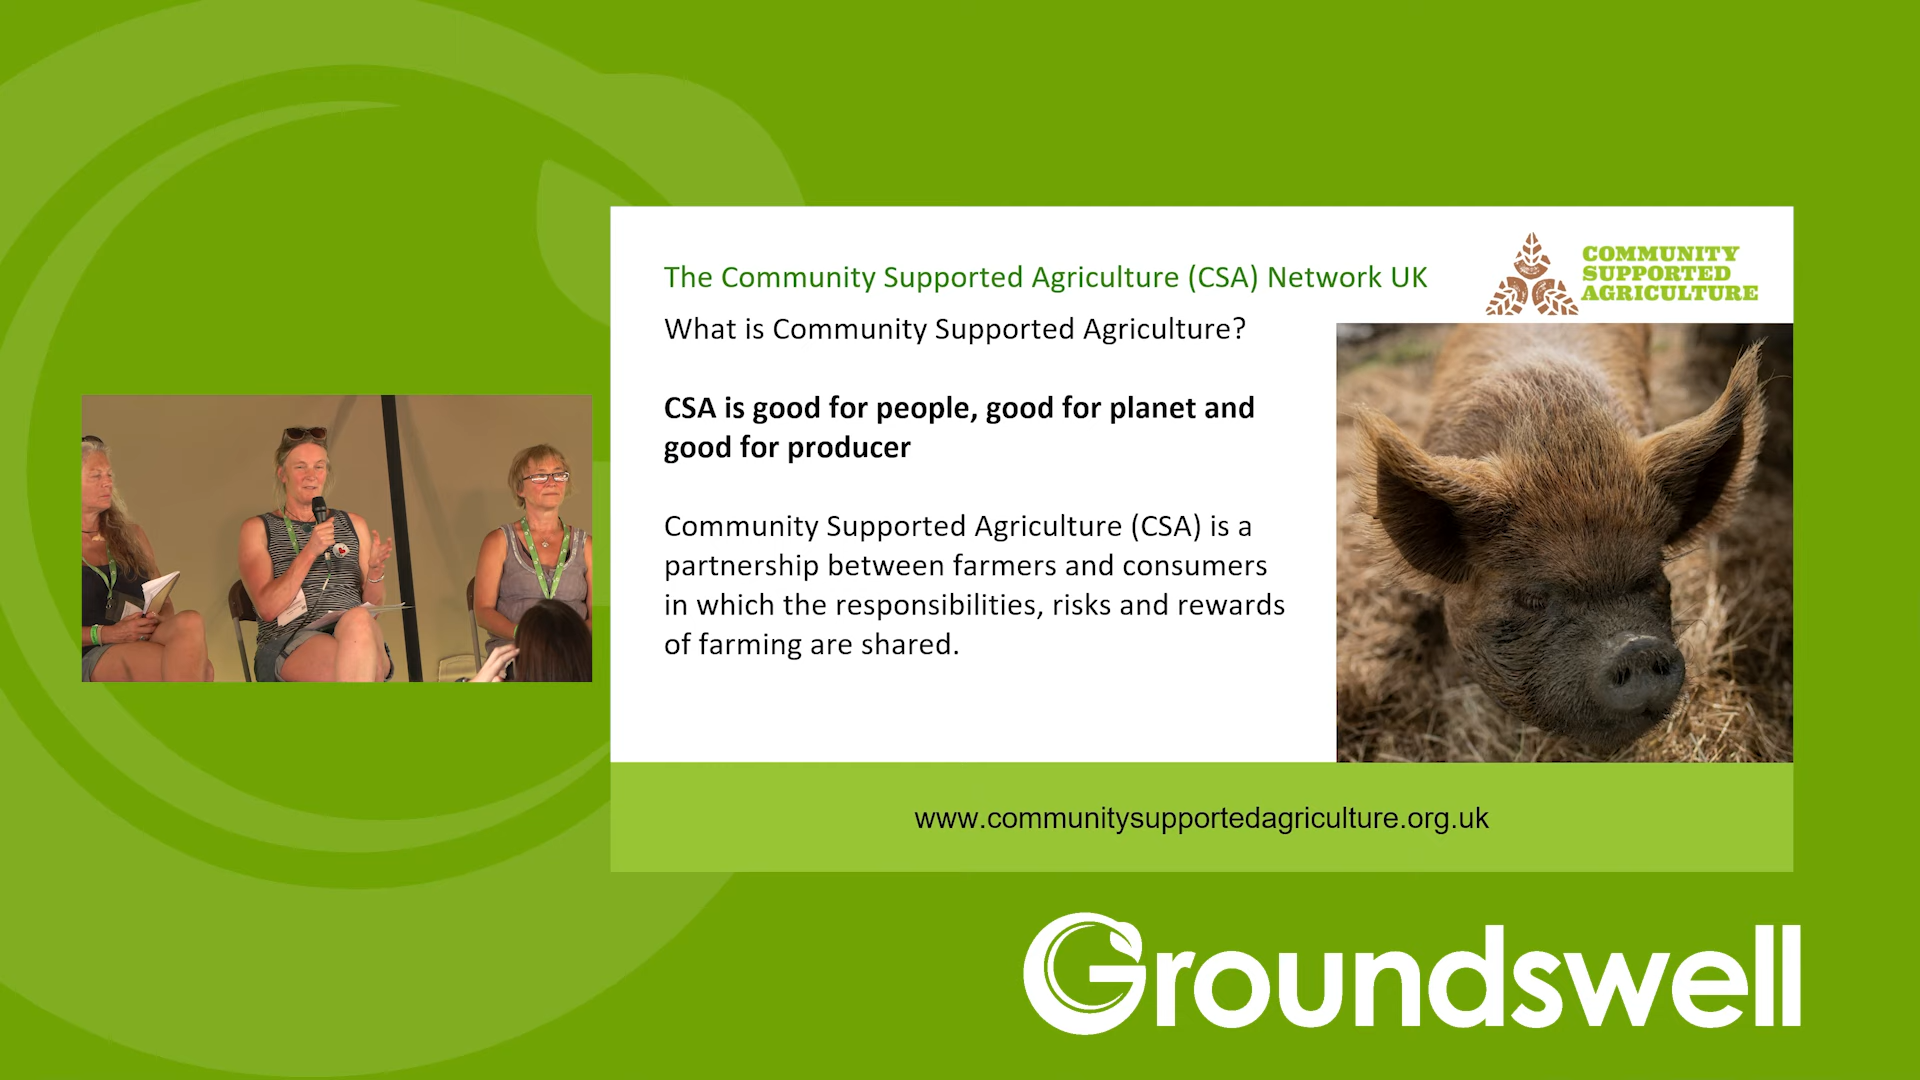 The Community Supported Agriculture (CSA) Network UK
COMMUNITY
SUPPORTED
AGRICULTURE
What is Community Supported Agriculture?
CSA is good for people, good for planet and
good for producer
Community Supported Agriculture (CSA) is a
partnership between farmers and consumers
in which the responsibilities, risks and rewards
of farming are shared.
www.communitysupportedagriculture.org.uk
Groundswell